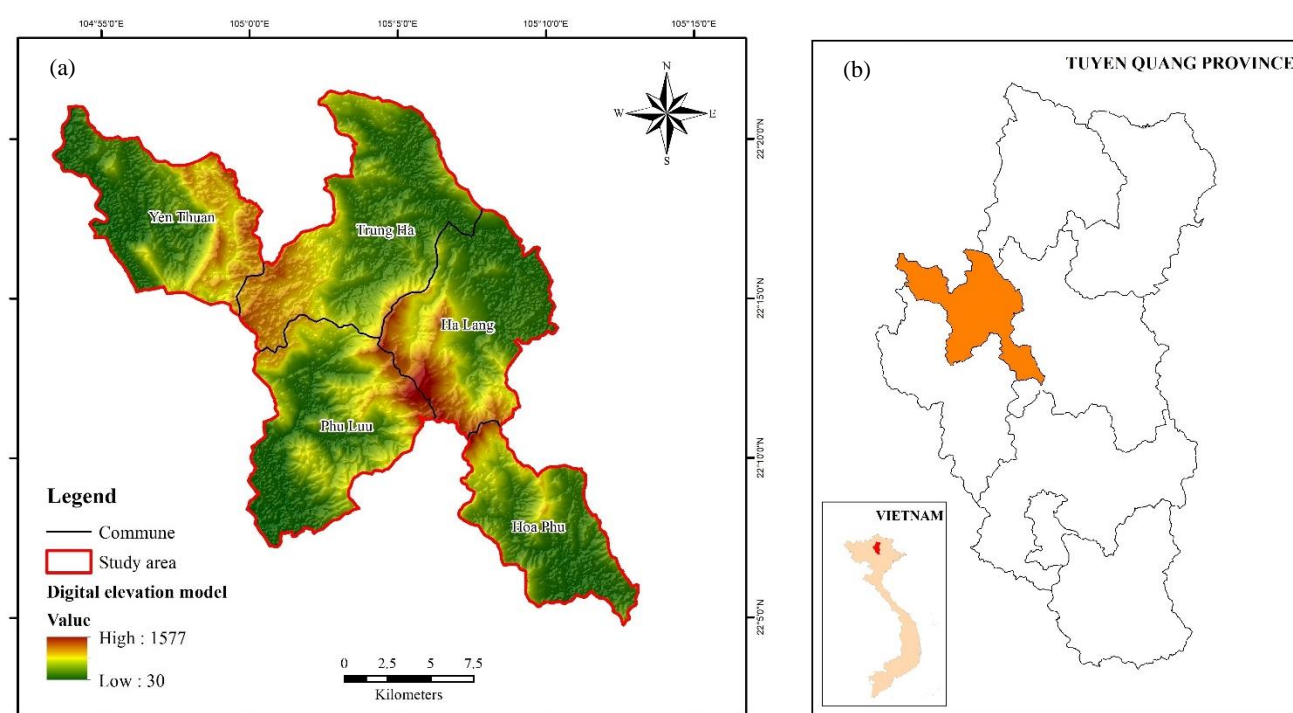 104°55'0"E 105°0'0"E 105°5'0"E 105°10'0"E 105°15'0"E
(a)
N
W
E
S
22°20'0"N
22°15'0"N
22°10'0"N
22°5'0"N
Yen Thuan
Trung Ha
Ha Lang
Phu Luu
Hoa Phu
Legend
Commune
Study area
Digital elevation model
Value
High : 1577
Low : 30
0 2.5 5 7.5
Kilometers
(b)
TUYEN QUANG PROVINCE
VIETNAM